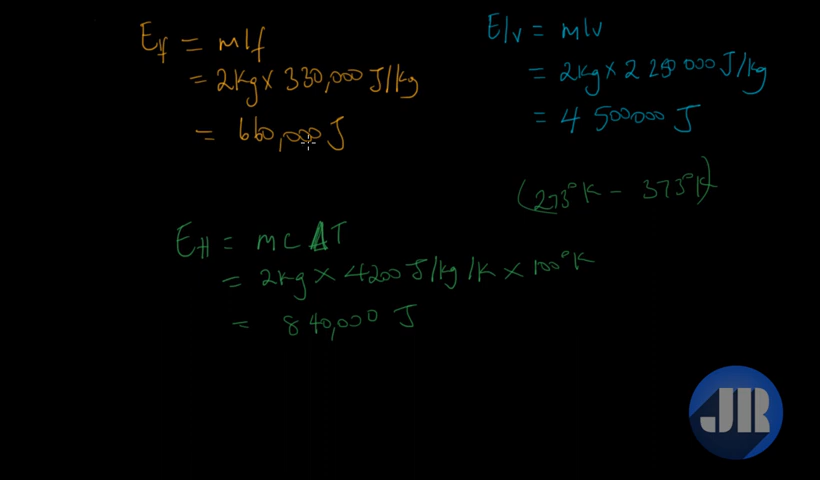 Ef = mlf
= 2kg x 330,000 J/kg
= 660,000 J
E/v = mlv
= 2kg x 2 250 000 J/kg
= 4 500000 J
(273°K - 373°K)
EH = mcΔT
= 2kg x 4200 J/kg/K x 100°K
= 840,000 J
JR